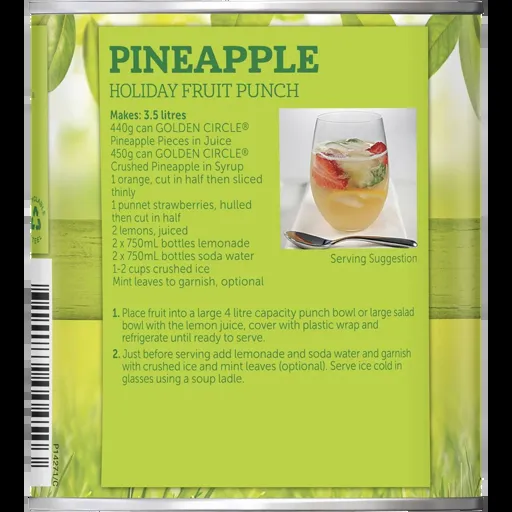 PINEAPPLE
HOLIDAY FRUIT PUNCH
Makes: 3.5 litres
440g can GOLDEN CIRCLE®
Pineapple Pieces in Juice
450g can GOLDEN CIRCLE®
Crushed Pineapple in Syrup
1 orange, cut in half then sliced
thinly
1 punnet strawberries, hulled
then cut in half
2 lemons, juiced
2 x 750mL bottles lemonade
2 x 750mL bottles soda water
1-2 cups crushed ice
Mint leaves to garnish, optional
Serving Suggestion
1. Place fruit into a large 4 litre capacity punch bowl or large salad
bowl with the lemon juice, cover with plastic wrap and
refrigerate until ready to serve.
2. Just before serving add lemonade and soda water and garnish
with crushed ice and mint leaves (optional). Serve ice cold in
glasses using a soup ladle.
P14271/C